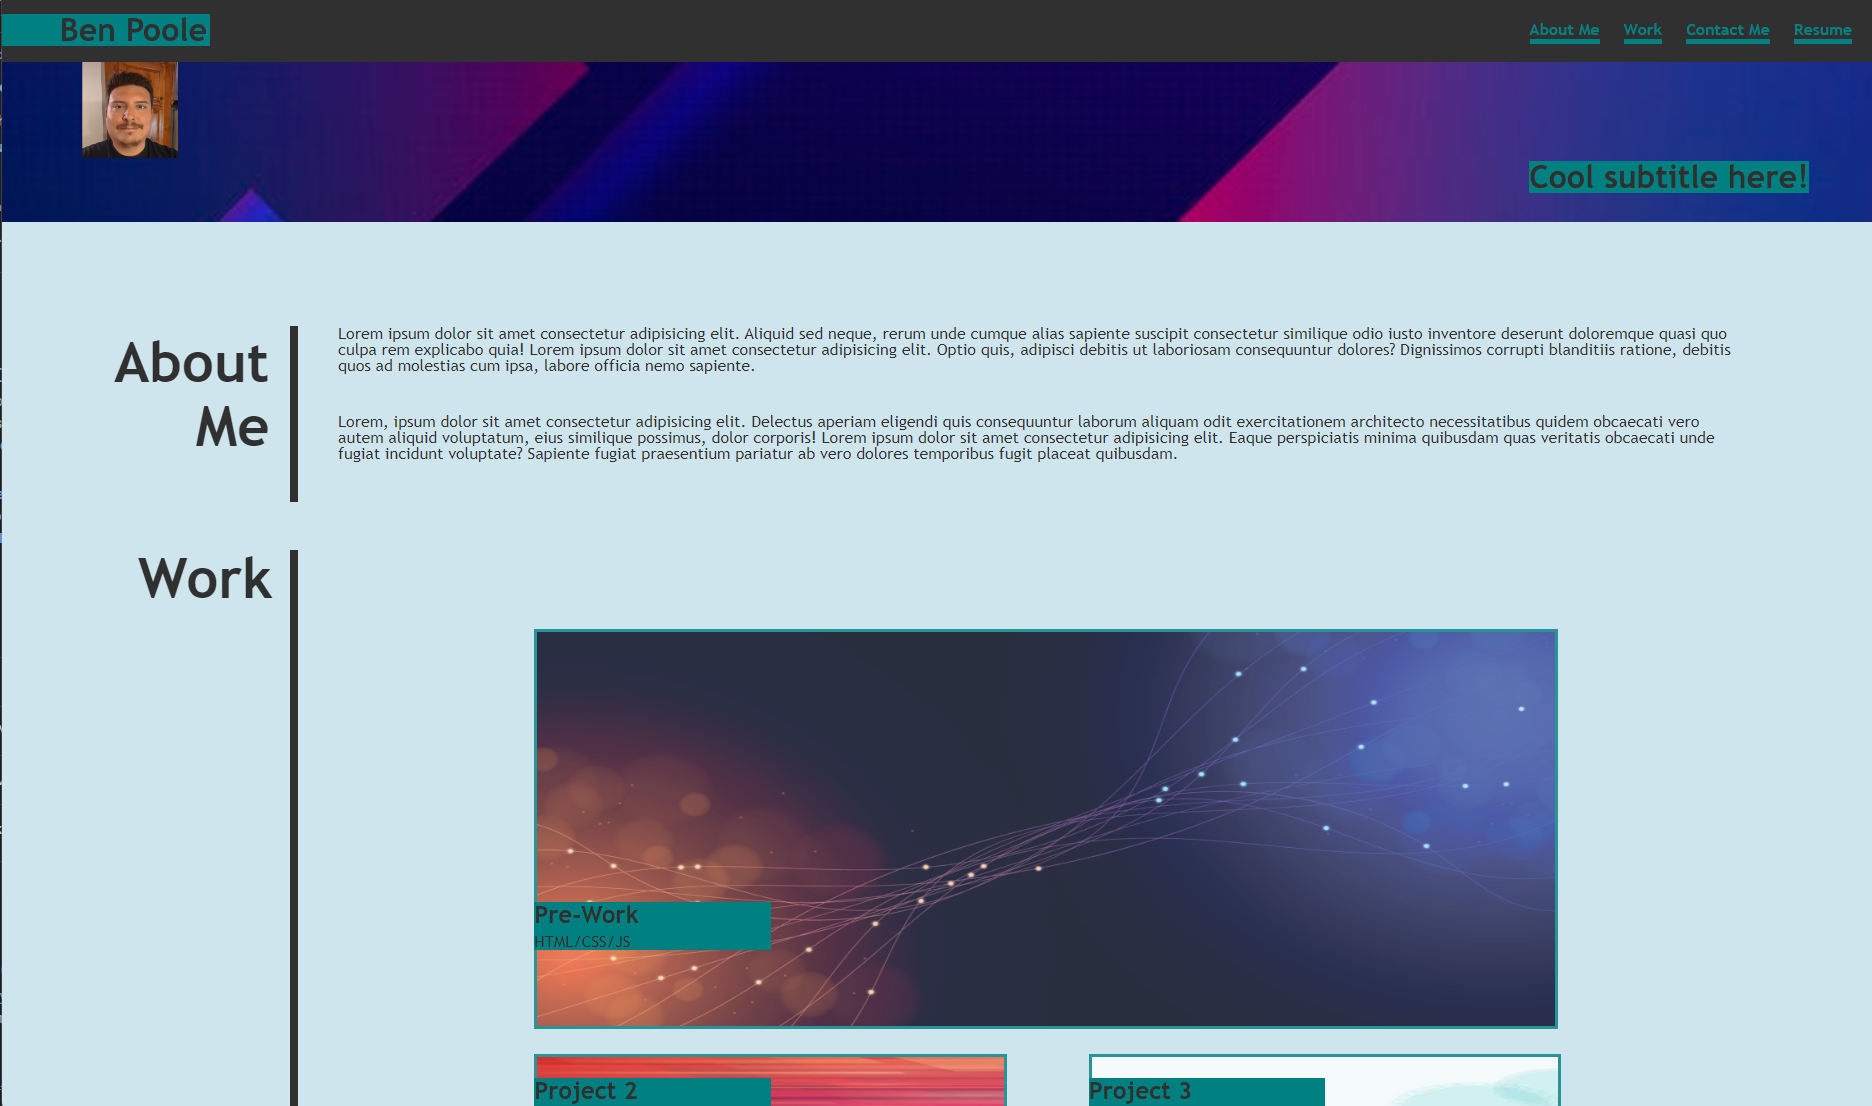 Ben Poole
About Me Work Contact Me Resume
Cool subtitle here!
About
Me
Lorem ipsum dolor sit amet consectetur adipisicing elit. Aliquid sed neque, rerum unde cumque alias sapiente suscipit consectetur similique odio iusto inventore deserunt doloremque quasi quo
culpa rem explicabo quia! Lorem ipsum dolor sit amet consectetur adipisicing elit. Optio quis, adipisci debitis ut laboriosam consequuntur dolores? Dignissimos corrupti blanditiis ratione, debitis
quos ad molestias cum ipsa, labore officia nemo sapiente.
Lorem, ipsum dolor sit amet consectetur adipisicing elit. Delectus aperiam eligendi quis consequuntur laborum aliquam odit exercitationem architecto necessitatibus quidem obcaecati vero
autem aliquid voluptatum, eius similique possimus, dolor corporis! Lorem ipsum dolor sit amet consectetur adipisicing elit. Eaque perspiciatis minima quibusdam quas veritatis obcaecati unde
fugiat incidunt voluptate? Sapiente fugiat praesentium pariatur ab vero dolores temporibus fugit placeat quibusdam.
Work
Pre-Work
HTML/CSS/JS
Project 2
Project 3